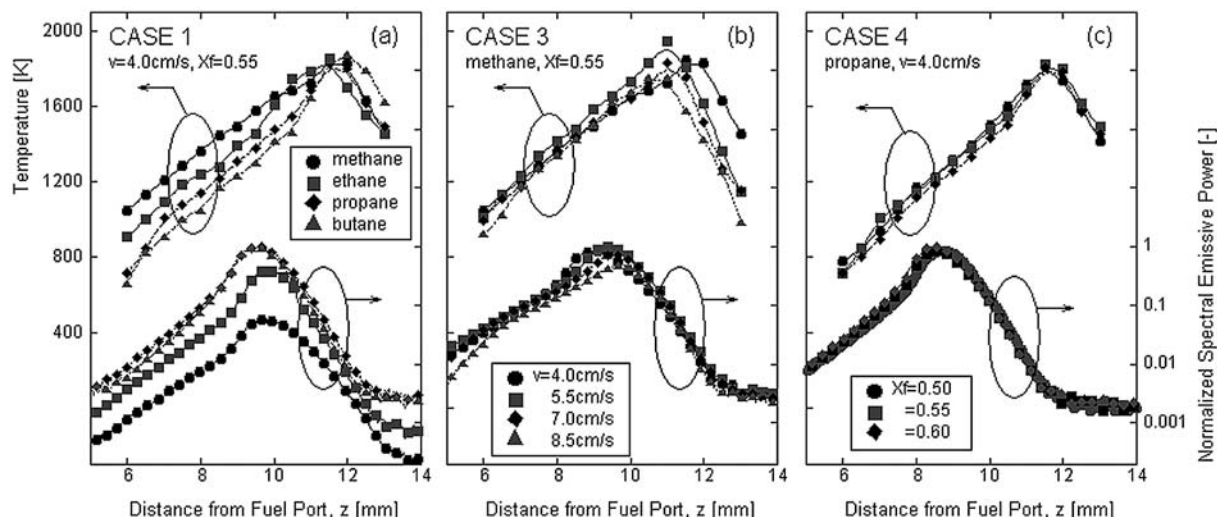 CASE 1
(a)
v=4.0cm/s, Xf=0.55
CASE 3
(b)
methane, Xf=0.55
CASE 4
(c)
propane, v=4.0cm/s
Temperature [K]
2000
1600
1200
800
400
methane
ethane
propane
butane
v=4.0cm/s
5.5cm/s
7.0cm/s
8.5cm/s
Xf=0.50
=0.55
=0.60
1
0.1
0.01
0.001
Normalized Spectral Emissive Power [-]
6 8 10 12 14
6 8 10 12 14
6 8 10 12 14
Distance from Fuel Port, z [mm]
Distance from Fuel Port, z [mm]
Distance from Fuel Port, z [mm]